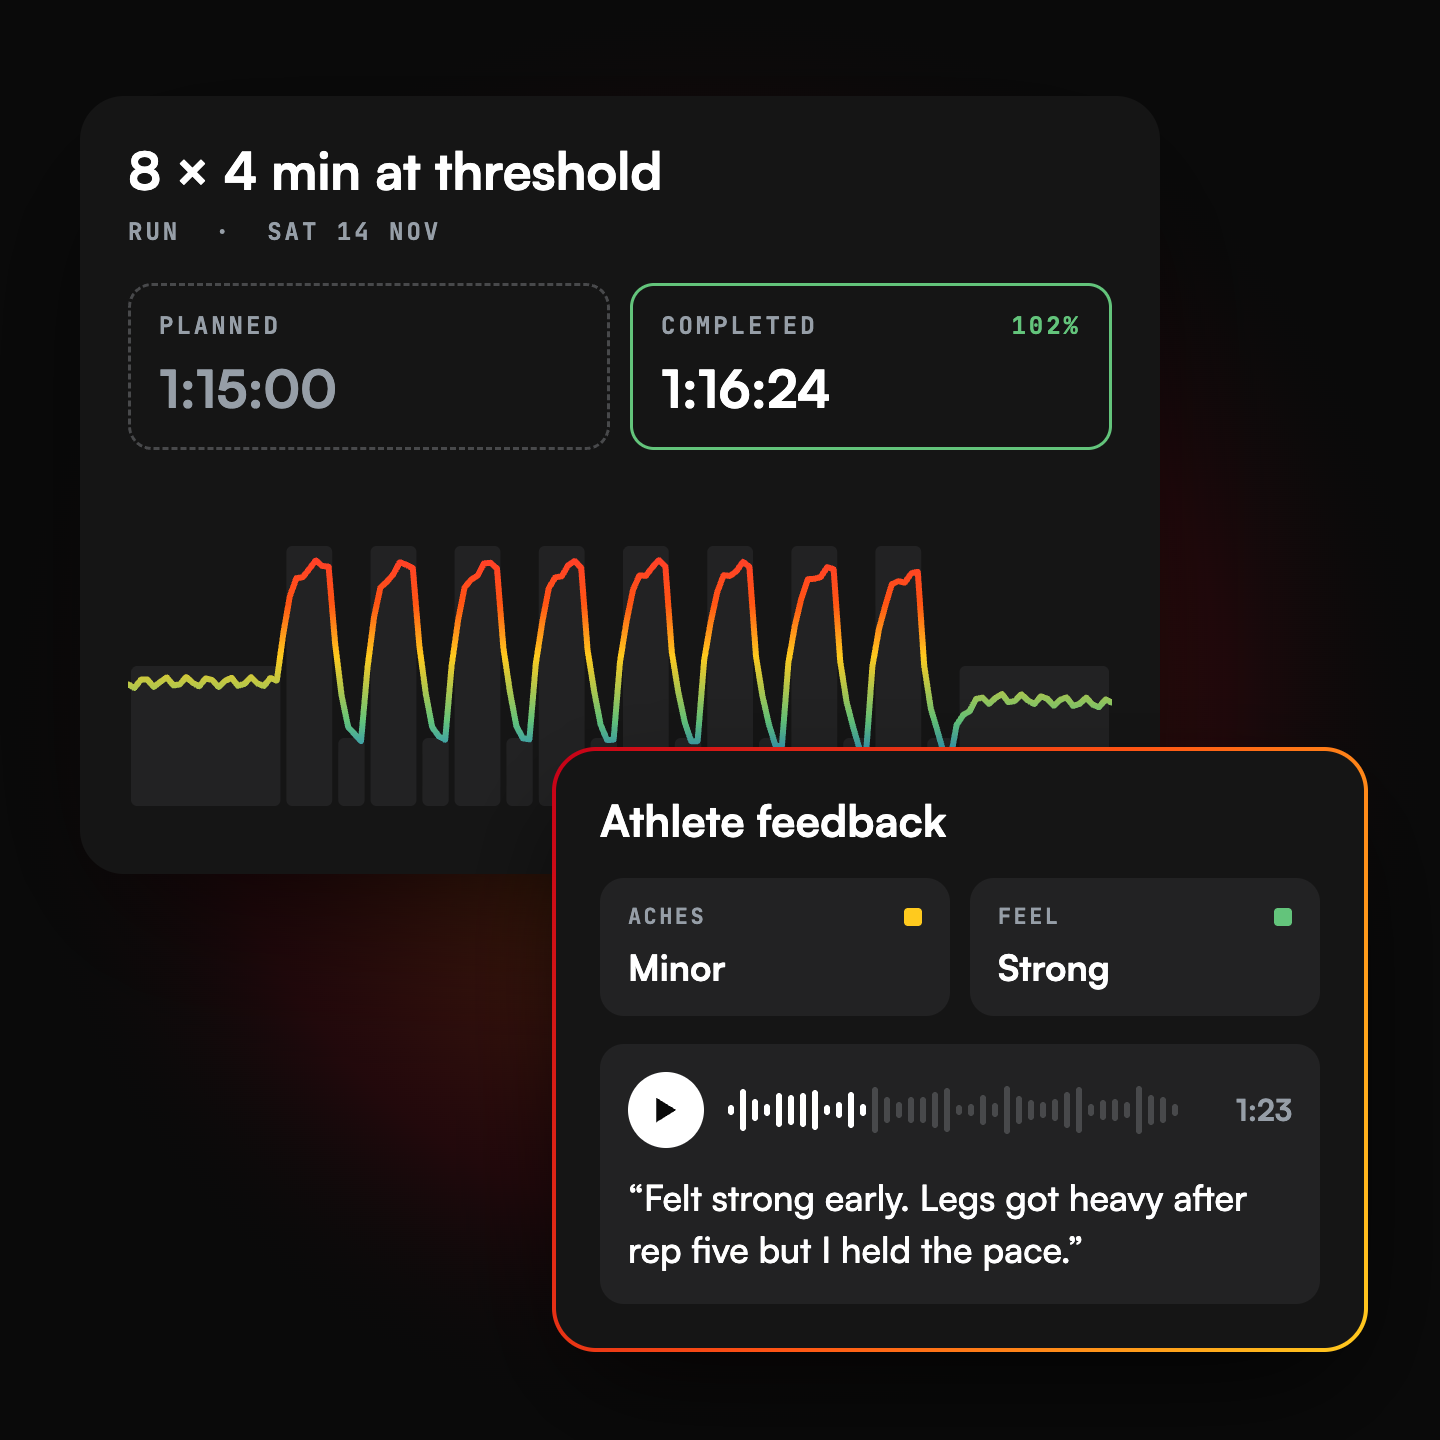 8 × 4 min at threshold
RUN · SAT 14 NOV
PLANNED
1:15:00
COMPLETED 102%
1:16:24
Athlete feedback
ACHES
Minor
FEEL
Strong
1:23
“Felt strong early. Legs got heavy after
rep five but I held the pace.”